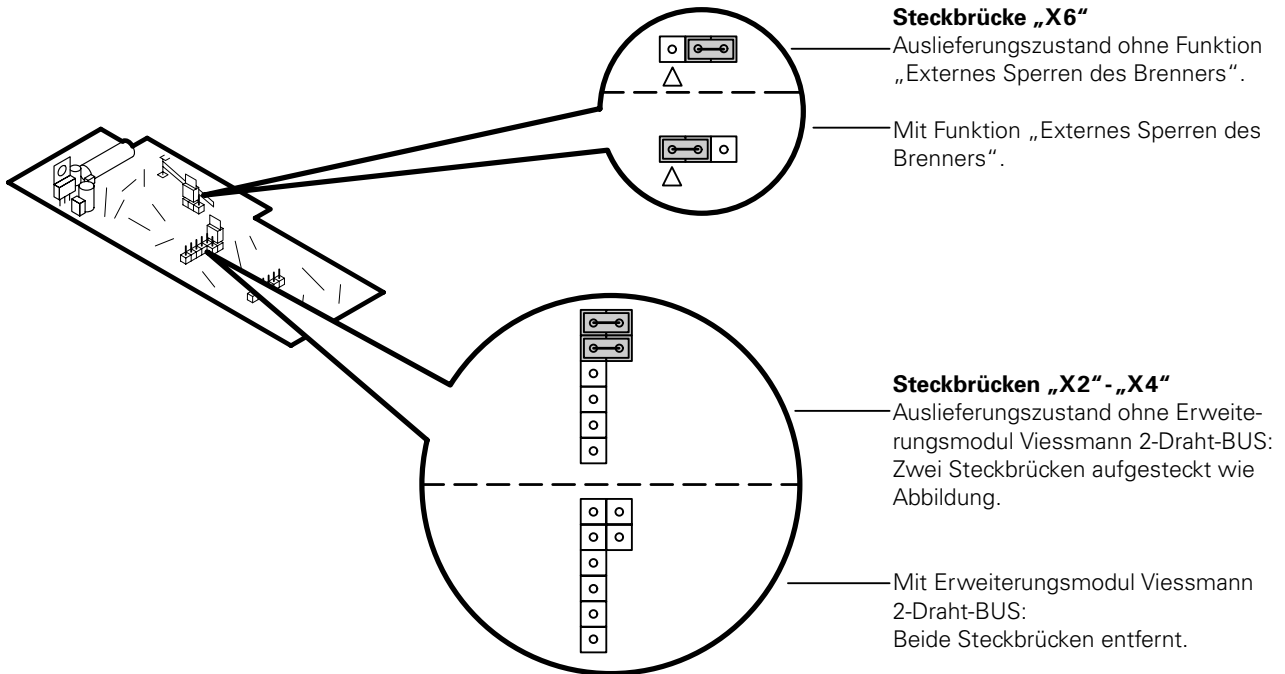 Steckbrücke „X6“
Auslieferungszustand ohne Funktion
„Externes Sperren des Brenners“.
Mit Funktion „Externes Sperren des
Brenners“.
Steckbrücken „X2“-„X4“
Auslieferungszustand ohne Erweite-
rungsmodul Viessmann 2-Draht-BUS:
Zwei Steckbrücken aufgesteckt wie
Abbildung.
Mit Erweiterungsmodul Viessmann
2-Draht-BUS:
Beide Steckbrücken entfernt.